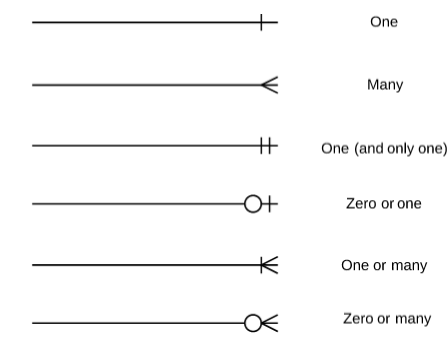 One
Many
One (and only one)
Zero or one
One or many
Zero or many